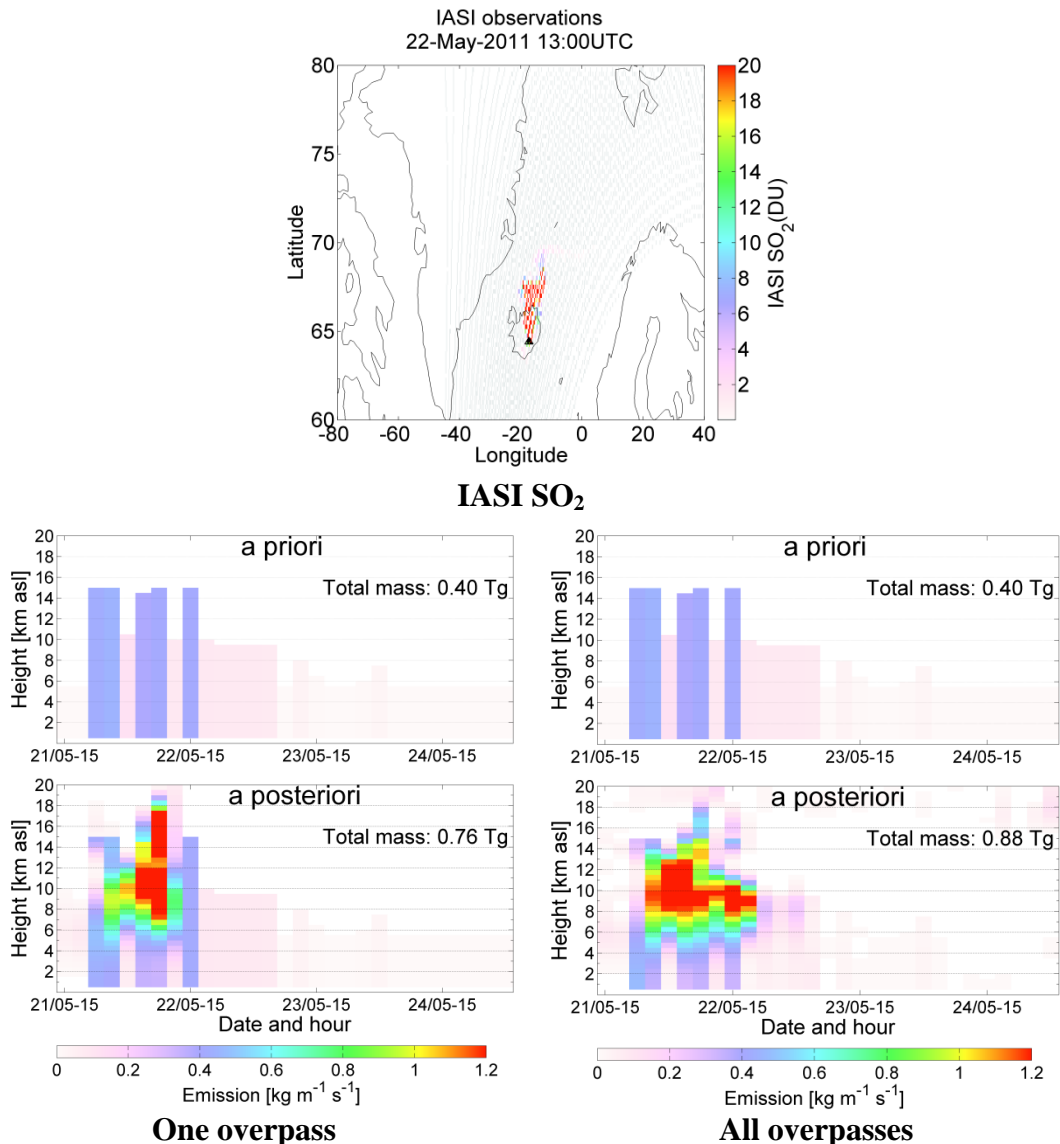 IASI observations
22-May-2011 13:00UTC
80
75
70
65
60
Latitude
-80 -60 -40 -20 0 20 40
Longitude
20
18
16
14
12
10
8
6
4
2
IASI SO₂(DU)
IASI SO₂
a priori
Total mass: 0.40 Tg
20
18
16
14
12
10
8
6
4
2
Height [km asl]
21/05-15 22/05-15 23/05-15 24/05-15
a priori
Total mass: 0.40 Tg
20
18
16
14
12
10
8
6
4
2
Height [km asl]
21/05-15 22/05-15 23/05-15 24/05-15
a posteriori
Total mass: 0.76 Tg
20
18
16
14
12
10
8
6
4
2
Height [km asl]
21/05-15 22/05-15 23/05-15 24/05-15
Date and hour
0 0.2 0.4 0.6 0.8 1 1.2
Emission [kg m⁻¹ s⁻¹]
One overpass
a posteriori
Total mass: 0.88 Tg
20
18
16
14
12
10
8
6
4
2
Height [km asl]
21/05-15 22/05-15 23/05-15 24/05-15
Date and hour
0 0.2 0.4 0.6 0.8 1 1.2
Emission [kg m⁻¹ s⁻¹]
All overpasses